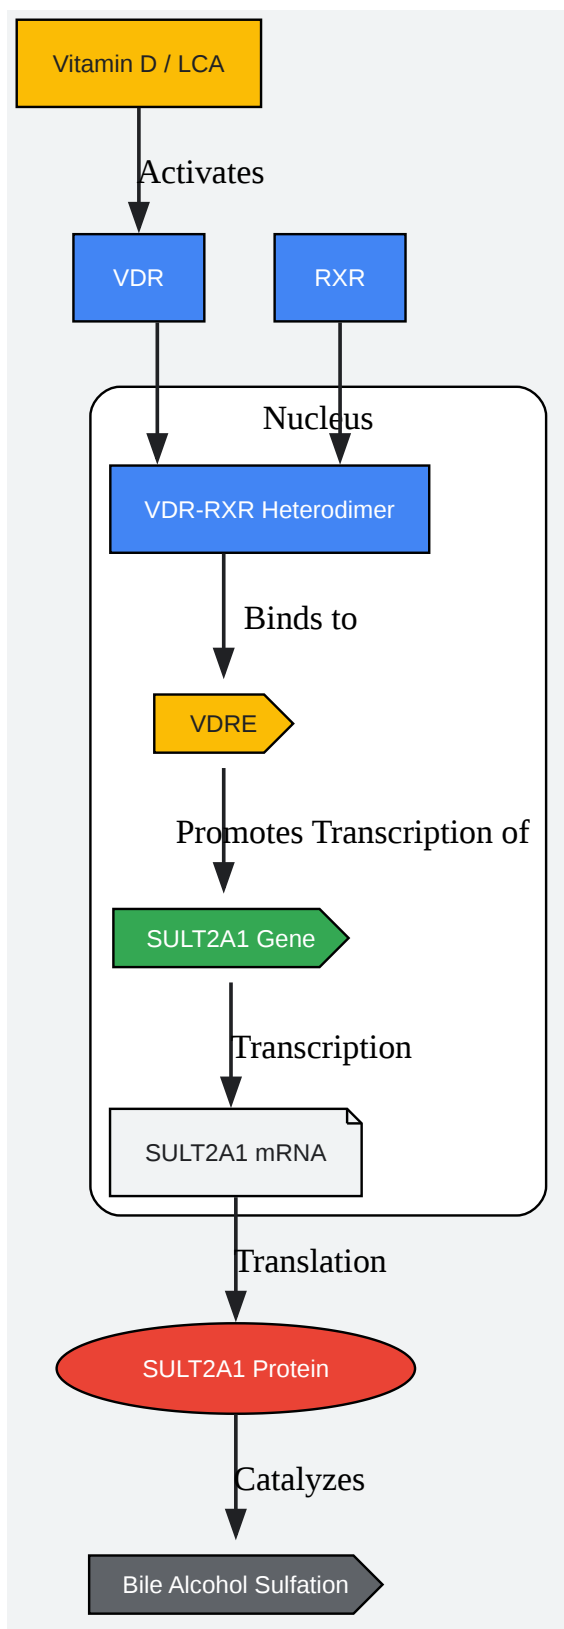 Vitamin D / LCA
Activates
VDR
RXR
Nucleus
VDR-RXR Heterodimer
Binds to
VDRE
Promotes Transcription of
SULT2A1 Gene
Transcription
SULT2A1 mRNA
Translation
SULT2A1 Protein
Catalyzes
Bile Alcohol Sulfation